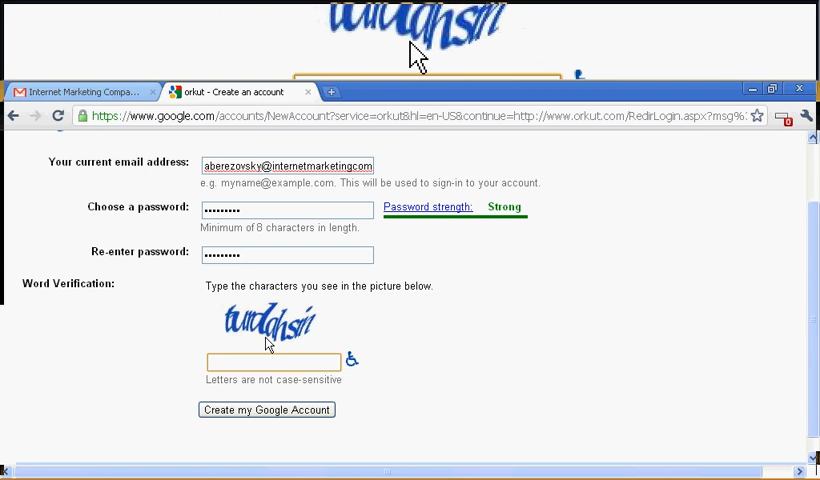 Internet Marketing Compa...
orkut - Create an account
https://www.google.com/accounts/NewAccount?service=orkut&hl=en-US&continue=http://www.orkut.com/RedirLogin.aspx?msg%
0
Your current email address:
aberezovsky@internetmarketingcom
e.g. myname@example.com. This will be used to sign-in to your account.
Choose a password:
Password strength: Strong
Minimum of 8 characters in length.
Re-enter password:
Word Verification:
Type the characters you see in the picture below.
Letters are not case-sensitive
Create my Google Account